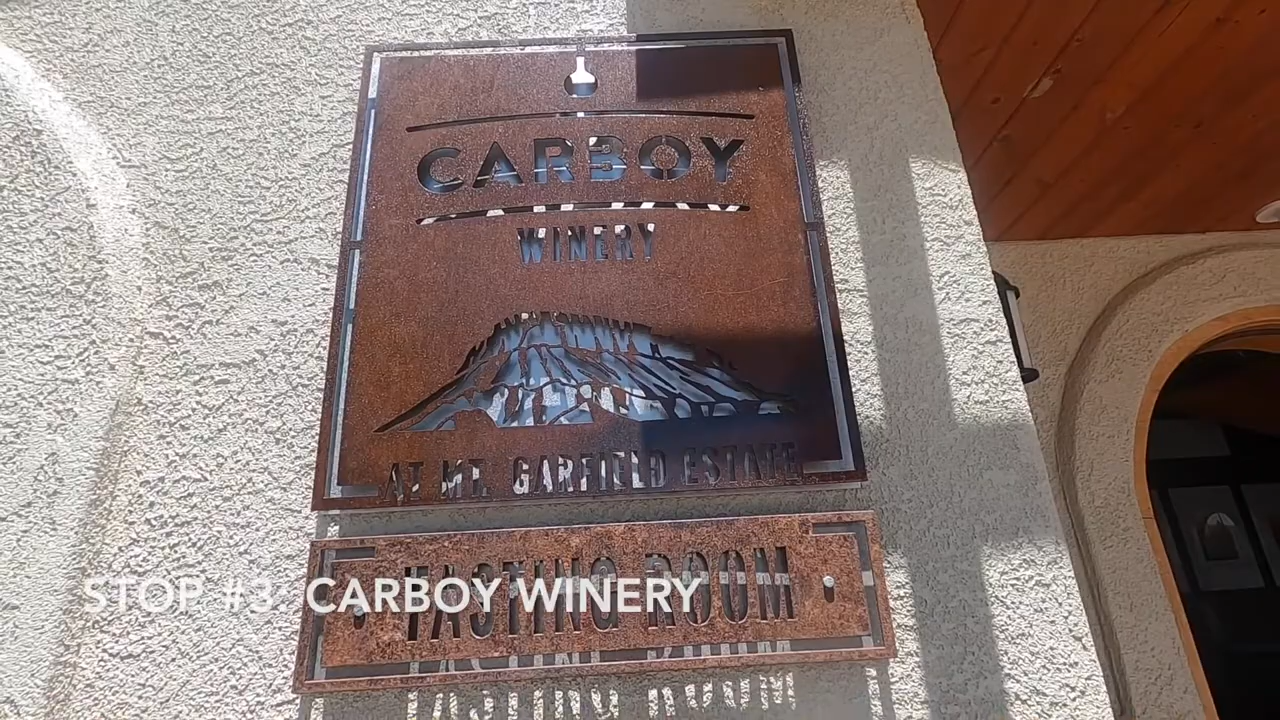 CARBOY
WINERY
AT MT. GARFIELD ESTATE
TASTING ROOM
STOP #3 CARBOY WINERY